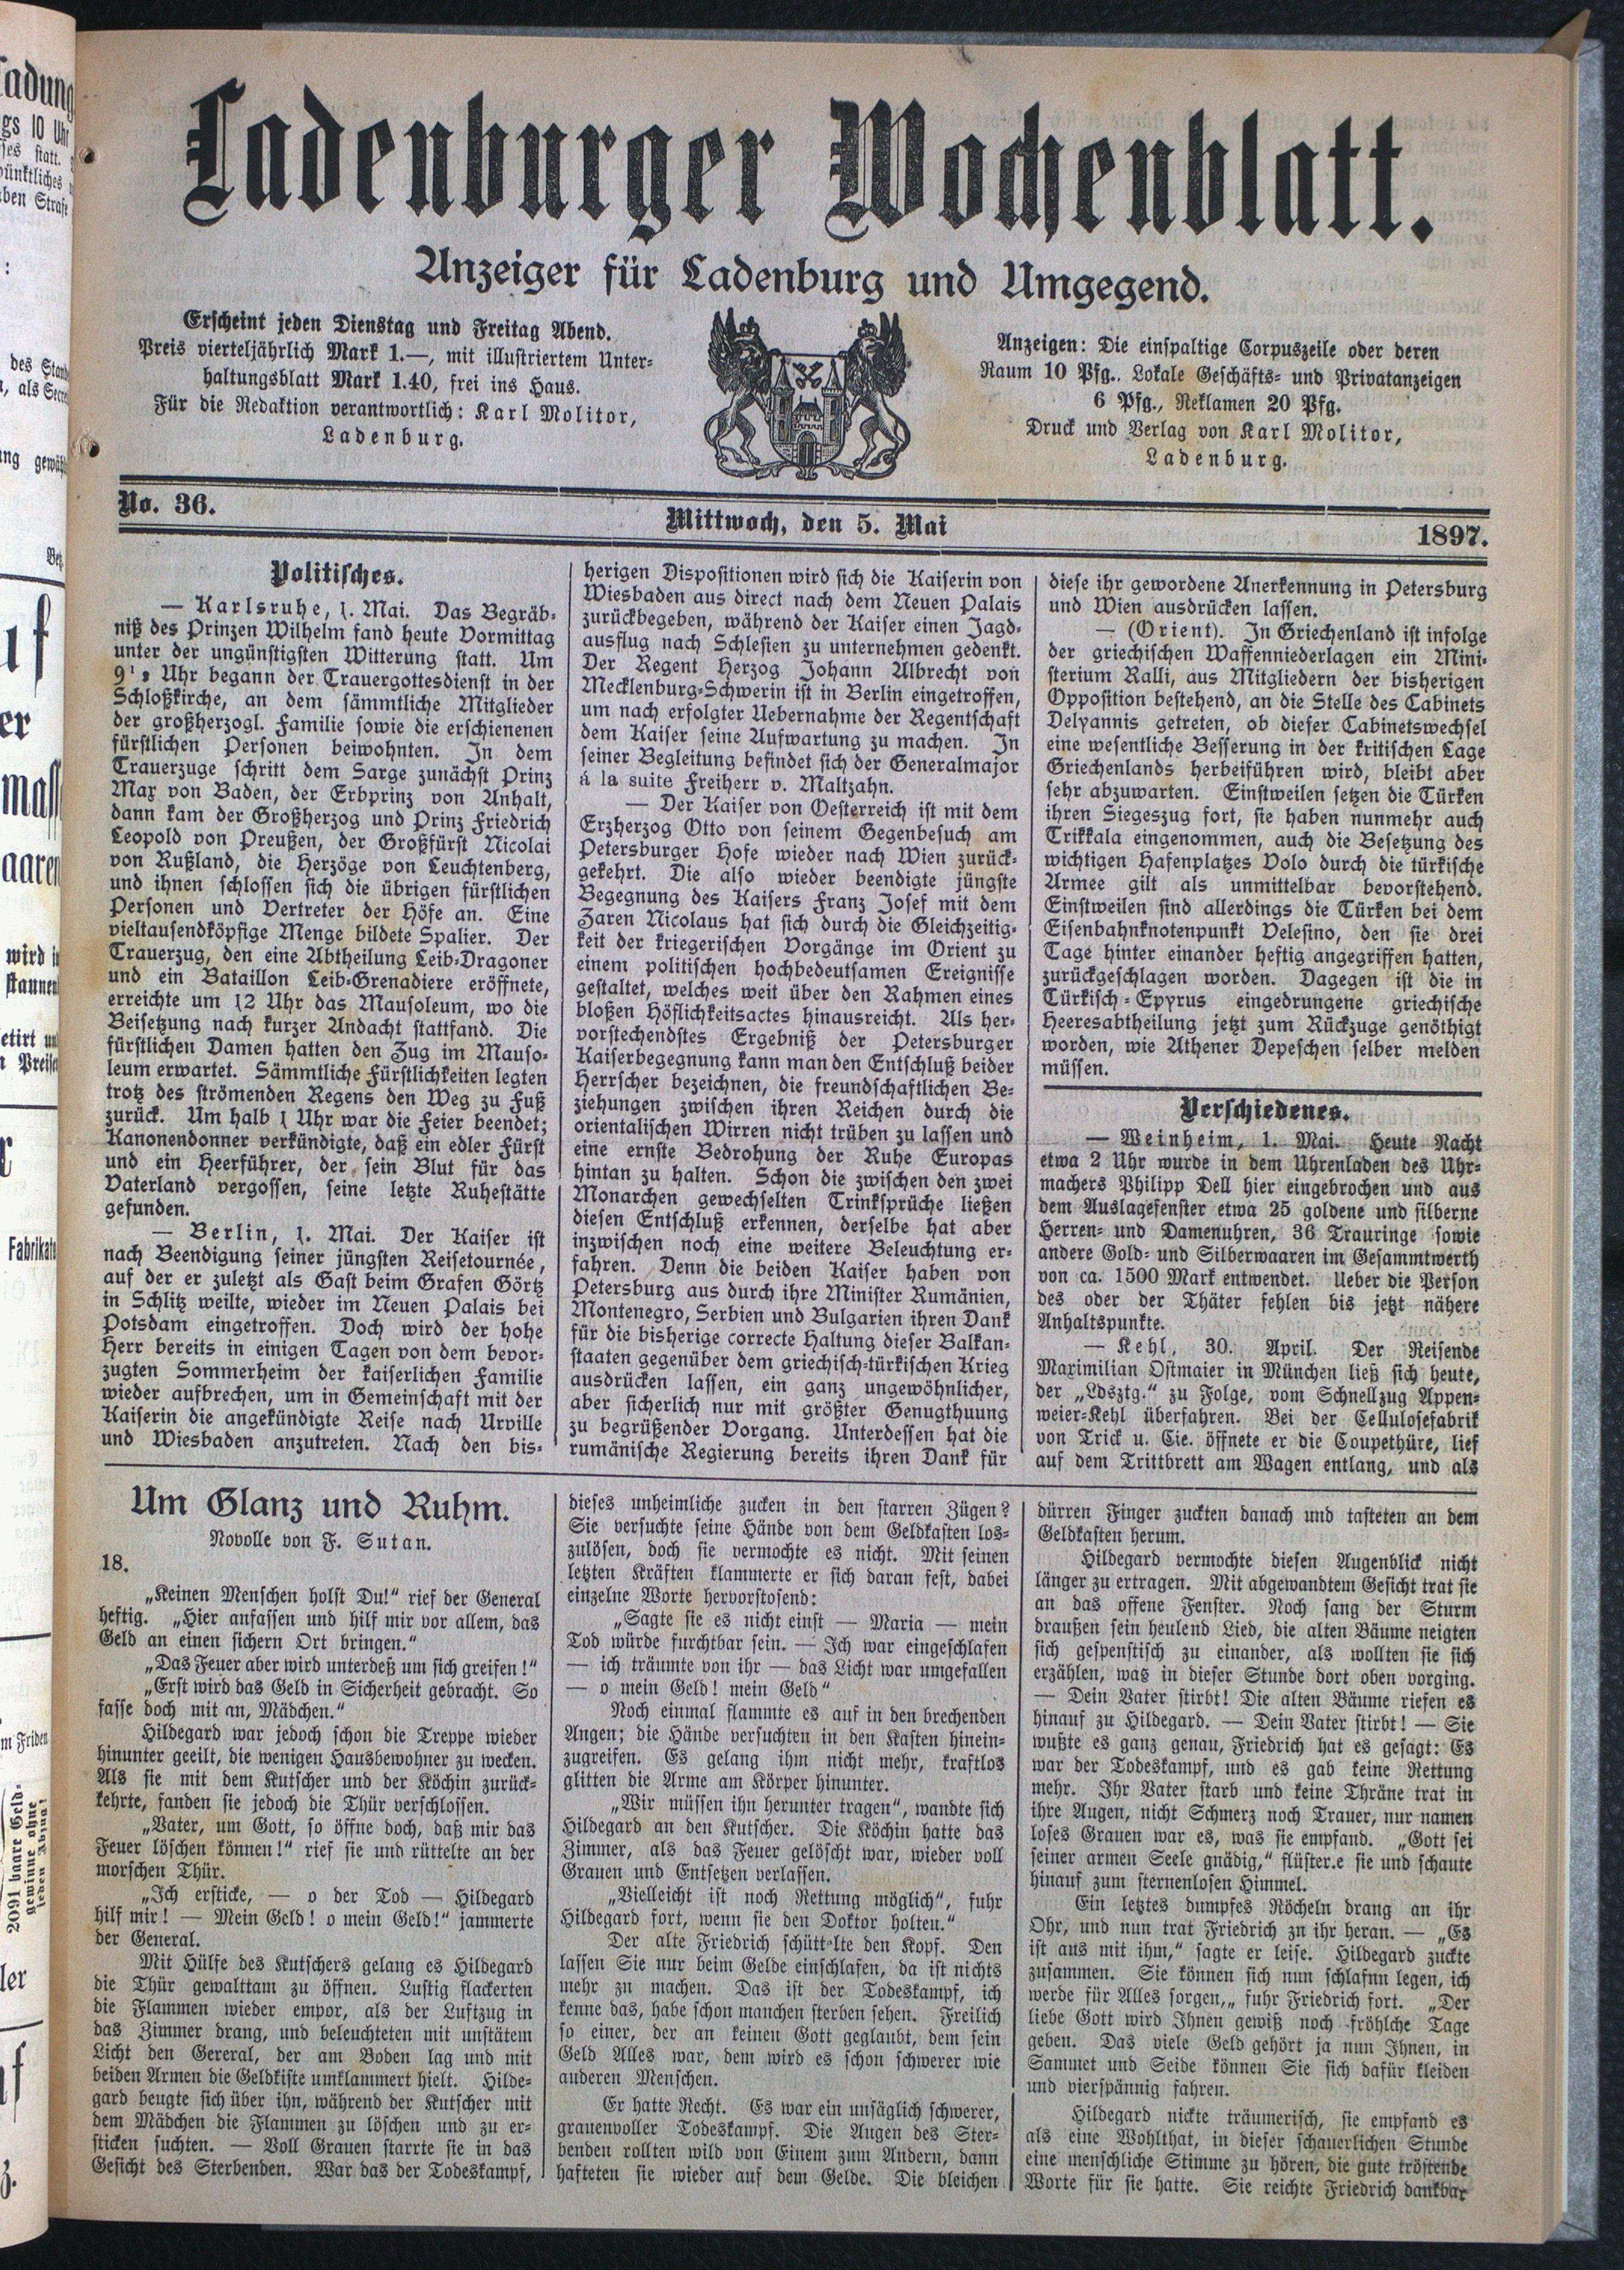 Ladenburger Wochenblatt.
Anzeiger für Ladenburg und Umgegend.
Erscheint jeden Dienstag und Freitag Abend.
Preis vierteljährlich Mark 1.—, mit illustriertem Unter-
haltungsblatt Mark 1.40, frei ins Haus.
Für die Redaktion verantwortlich: Karl Molitor,
Ladenburg.
Anzeigen: Die einspaltige Corpuszeile oder deren
Raum 10 Pfg.. Lokale Geschäfts- und Privatanzeigen
6 Pfg., Reklamen 20 Pfg.
Druck und Verlag von Karl Molitor,
Ladenburg.
No. 36.
Mittwoch, den 5. Mai
1897.
Politisches.
— Karlsruhe, 1. Mai. Das Begräb-
niß des Prinzen Wilhelm fand heute Vormittag
unter der ungünstigsten Witterung statt. Um
9 Uhr begann der Trauergottesdienst in der
Schloßkirche, an dem sämmtliche Mitglieder
der großherzogl. Familie sowie die erschienenen
fürstlichen Personen beiwohnten. In dem
Trauerzuge schritt dem Sarge zunächst Prinz
Max von Baden, der Erbprinz von Anhalt,
dann kam der Großherzog und Prinz Friedrich
Leopold von Preußen, der Großfürst Nicolai
von Rußland, die Herzöge von Leuchtenberg,
und ihnen schlossen sich die übrigen fürstlichen
Personen und Vertreter der Höfe an. Eine
vieltausendköpfige Menge bildete Spalier. Der
Trauerzug, den eine Abtheilung Leib-Dragoner
und ein Bataillon Leib-Grenadiere eröffnete,
erreichte um 12 Uhr das Mausoleum, wo die
Beisetzung nach kurzer Andacht stattfand. Die
fürstlichen Damen hatten den Zug im Mauso-
leum erwartet. Sämmtliche Fürstlichkeiten legten
trotz des strömenden Regens den Weg zu Fuß
zurück. Um halb 1 Uhr war die Feier beendet;
Kanonendonner verkündigte, daß ein edler Fürst
und ein Heerführer, der sein Blut für das
Vaterland vergossen, seine letzte Ruhestätte
gefunden.
— Berlin, 1. Mai. Der Kaiser ist
nach Beendigung seiner jüngsten Reisetournée,
auf der er zuletzt als Gast beim Grafen Görtz
in Schlitz weilte, wieder im Neuen Palais bei
Potsdam eingetroffen. Doch wird der hohe
Herr bereits in einigen Tagen von dem bevor-
zugten Sommerheim der kaiserlichen Familie
wieder aufbrechen, um in Gemeinschaft mit der
Kaiserin die angekündigte Reise nach Urville
und Wiesbaden anzutreten. Nach den bis-
herigen Dispositionen wird sich die Kaiserin von
Wiesbaden aus direct nach dem Neuen Palais
zurückbegeben, während der Kaiser einen Jagd-
ausflug nach Schlesien zu unternehmen gedenkt.
Der Regent Herzog Johann Albrecht von
Mecklenburg-Schwerin ist in Berlin eingetroffen,
um nach erfolgter Uebernahme der Regentschaft
dem Kaiser seine Aufwartung zu machen. In
seiner Begleitung befindet sich der Generalmajor
á la suite Freiherr v. Maltzahn.
— Der Kaiser von Oesterreich ist mit dem
Erzherzog Otto von seinem Gegenbesuch am
Petersburger Hofe wieder nach Wien zurück-
gekehrt. Die also wieder beendigte jüngste
Begegnung des Kaisers Franz Josef mit dem
Zaren Nicolaus hat sich durch die Gleichzeitig-
keit der kriegerischen Vorgänge im Orient zu
einem politischen hochbedeutsamen Ereignisse
gestaltet, welches weit über den Rahmen eines
bloßen Höflichkeitsactes hinausreicht. Als her-
vorstechendstes Ergebniß der Petersburger
Kaiserbegegnung kann man den Entschluß beider
Herrscher bezeichnen, die freundschaftlichen Be-
ziehungen zwischen ihren Reichen durch die
orientalischen Wirren nicht trüben zu lassen und
eine ernste Bedrohung der Ruhe Europas
hintan zu halten. Schon die zwischen den zwei
Monarchen gewechselten Trinksprüche ließen
diesen Entschluß erkennen, derselbe hat aber
inzwischen noch eine weitere Beleuchtung er-
fahren. Denn die beiden Kaiser haben von
Petersburg aus durch ihre Minister Rumänien,
Montenegro, Serbien und Bulgarien ihren Dank
für die bisherige correcte Haltung dieser Balkan-
staaten gegenüber dem griechisch-türkischen Krieg
ausdrücken lassen, ein ganz ungewöhnlicher,
aber sicherlich nur mit größter Genugthuung
zu begrüßender Vorgang. Unterdessen hat die
rumänische Regierung bereits ihren Dank für
diese ihr gewordene Anerkennung in Petersburg
und Wien ausdrücken lassen.
— (Orient). In Griechenland ist infolge
der griechischen Waffenniederlagen ein Mini-
sterium Ralli, aus Mitgliedern der bisherigen
Opposition bestehend, an die Stelle des Cabinets
Delyannis getreten, ob dieser Cabinetswechsel
eine wesentliche Besserung in der kritischen Lage
Griechenlands herbeiführen wird, bleibt aber
sehr abzuwarten. Einstweilen setzen die Türken
ihren Siegeszug fort, sie haben nunmehr auch
Trikkala eingenommen, auch die Besetzung des
wichtigen Hafenplatzes Volo durch die türkische
Armee gilt als unmittelbar bevorstehend.
Einstweilen sind allerdings die Türken bei dem
Eisenbahnknotenpunkt Velesino, den sie drei
Tage hinter einander heftig angegriffen hatten,
zurückgeschlagen worden. Dagegen ist die in
Türkisch-Epyrus eingedrungene griechische
Heeresabtheilung jetzt zum Rückzuge genöthigt
worden, wie Athener Depeschen selber melden
müssen.
Verschiedenes.
— Weinheim, 1. Mai. Heute Nacht
etwa 2 Uhr wurde in dem Uhrenladen des Uhr-
machers Philipp Dell hier eingebrochen und aus
dem Auslagefenster etwa 25 goldene und silberne
Herren- und Damenuhren, 36 Trauringe sowie
andere Gold- und Silberwaaren im Gesammtwerth
von ca. 1500 Mark entwendet. Ueber die Person
des oder der Thäter fehlen bis jetzt nähere
Anhaltspunkte.
— Kehl, 30. April. Der Reisende
Maximilian Ostmaier in München ließ sich heute,
der „Ldsztg.“ zu Folge, vom Schnellzug Appen-
weier-Kehl überfahren. Bei der Cellulosefabrik
von Trick u. Cie. öffnete er die Coupethüre, lief
auf dem Trittbrett am Wagen entlang, und als
Um Glanz und Ruhm.
Novolle von F. Sutan.
18.
„Keinen Menschen holst Du!“ rief der General
heftig. „Hier anfassen und hilf mir vor allem, das
Geld an einen sichern Ort bringen.“
„Das Feuer aber wird unterdeß um sich greifen!“
„Erst wird das Geld in Sicherheit gebracht. So
fasse doch mit an, Mädchen.“
Hildegard war jedoch schon die Treppe wieder
hinunter geeilt, die wenigen Hausbewohner zu wecken.
Als sie mit dem Kutscher und der Köchin zurück-
kehrte, fanden sie jedoch die Thür verschlossen.
„Vater, um Gott, so öffne doch, daß mir das
Feuer löschen können!“ rief sie und rüttelte an der
morschen Thür.
„Ich ersticke, — o der Tod — Hildegard
hilf mir! — Mein Geld! o mein Geld!“ jammerte
der General.
Mit Hülfe des Kutschers gelang es Hildegard
die Thür gewalttam zu öffnen. Lustig flackerten
die Flammen wieder empor, als der Luftzug in
das Zimmer drang, und beleuchteten mit unstätem
Licht den Gereral, der am Boden lag und mit
beiden Armen die Geldkiste umklammert hielt. Hilde-
gard beugte sich über ihn, während der Kutscher mit
dem Mädchen die Flammen zu löschen und zu er-
sticken suchten. — Voll Grauen starrte sie in das
Gesicht des Sterbenden. War das der Todeskampf,
dieses unheimliche zucken in den starren Zügen?
Sie versuchte seine Hände von dem Geldkasten los-
zulösen, doch sie vermochte es nicht. Mit seinen
letzten Kräften klammerte er sich daran fest, dabei
einzelne Worte hervorstosend:
„Sagte sie es nicht einst — Maria — mein
Tod würde furchtbar sein. — Ich war eingeschlafen
— ich träumte von ihr — das Licht war umgefallen
— o mein Geld! mein Geld“
Noch einmal flammte es auf in den brechenden
Angen; die Hände versuchten in den Kasten hinein-
zugreifen. Es gelang ihm nicht mehr, kraftlos
glitten die Arme am Körper hinunter.
„Wir müssen ihn herunter tragen“, wandte sich
Hildegard an den Kutscher. Die Köchin hatte das
Zimmer, als das Feuer gelöscht war, wieder voll
Grauen und Entsetzen verlassen.
„Vielleicht ist noch Rettung möglich“, fuhr
Hildegard fort, wenn sie den Doktor holten.“
Der alte Friedrich schütt-lte den Kopf. Den
lassen Sie nur beim Gelde einschlafen, da ist nichts
mehr zu machen. Das ist der Todeskampf, ich
kenne das, habe schon manchen sterben sehen. Freilich
so einer, der an keinen Gott geglaubt, dem sein
Geld Alles war, dem wird es schon schwerer wie
anderen Menschen.
Er hatte Recht. Es war ein unsäglich schwerer,
grauenvoller Todeskampf. Die Augen des Ster-
benden rollten wild von Einem zum Andern, dann
hafteten sie wieder auf dem Gelde. Die bleichen
dürren Finger zuckten danach und tasteten an dem
Geldkasten herum.
Hildegard vermochte diesen Augenblick nicht
länger zu ertragen. Mit abgewandtem Gesicht trat sie
an das offene Fenster. Noch sang der Sturm
draußen sein heulend Lied, die alten Bäume neigten
sich gespenstisch zu einander, als wollten sie sich
erzählen, was in dieser Stunde dort oben vorging.
— Dein Vater stirbt! Die alten Bäume riefen es
hinauf zu Hildegard. — Dein Vater stirbt! — Sie
wußte es ganz genau, Friedrich hat es gesagt: Es
war der Todeskampf, und es gab keine Rettung
mehr. Ihr Vater starb und keine Thräne trat in
ihre Augen, nicht Schmerz noch Trauer, nur namen
loses Grauen war es, was sie empfand. „Gott sei
seiner armen Seele gnädig,“ flüster.e sie und schaute
hinauf zum sternenlosen Himmel.
Ein letztes dumpfes Röcheln drang an ihr
Ohr, und nun trat Friedrich zu ihr heran. — „Es
ist aus mit ihm,“ sagte er leise. Hildegard zuckte
zusammen. Sie können sich nun schlafnn legen, ich
werde für Alles sorgen,„ fuhr Friedrich fort. „Der
liebe Gott wird Ihnen gewiß noch fröhlche Tage
geben. Das viele Geld gehört ja nun Ihnen, in
Sammet und Seide können Sie sich dafür kleiden
und vierspännig fahren.
Hildegard nickte träumerisch, sie empfand es
als eine Wohlthat, in dieser schauerlichen Stunde
eine menschliche Stimme zu hören, die gute tröstende
Worte für sie hatte. Sie reichte Friedrich dankbar